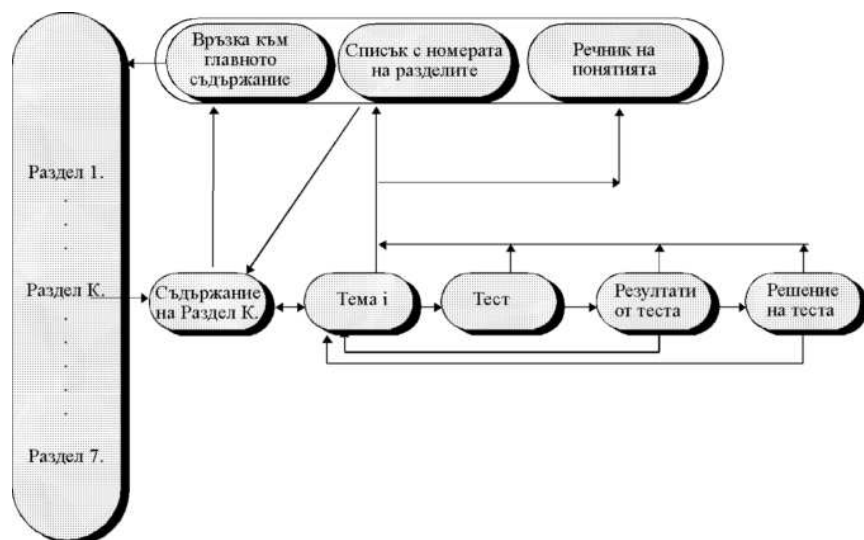 Връзка към
главното
съдържание
Списък с номерата
на разделите
Речник на
понятията
Раздел 1.
Раздел К.
Раздел 7.
Съдържание
на Раздел К.
Тема i
Тест
Резултати
от теста
Решение
на теста